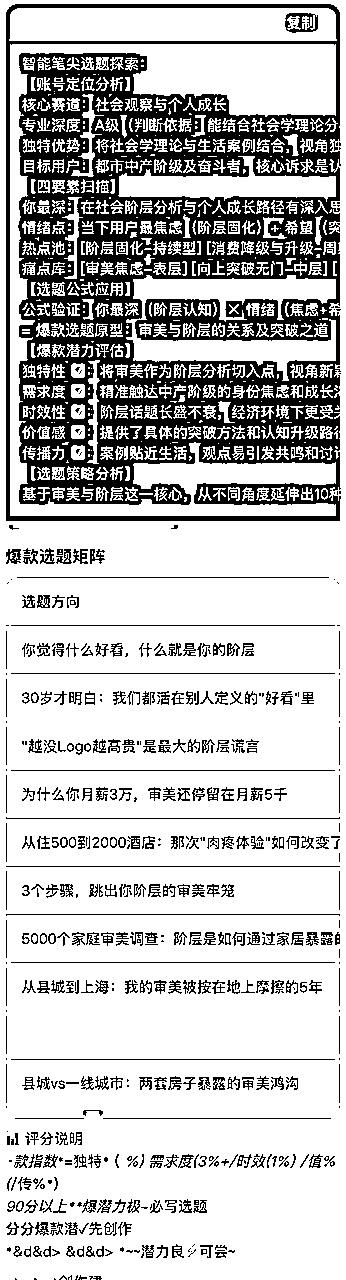 复制
智能笔尖选题探索：
【账号定位分析】
核心赛道：社会观察与个人成长
专业深度：A级（判断依据：能结合社会学理论分
独特优势：将社会学理论与生活案例结合，视角独
目标用户：都市中产阶级及奋斗者，核心诉求是认
【四要素扫描】
你最深：在社会阶层分析与个人成长路径有深入思
情绪点：当下用户最焦虑（阶层固化）+希望（突
热点池：[阶层固化-持续型][消费降级与升级-周期
痛点库：[审美焦虑-表层][向上突破无门-中层][
【选题公式应用】
公式验证：你最深（阶层认知）×情绪（焦虑+希
=爆款选题原型：审美与阶层的关系及突破之道
【爆款潜力评估】
独特性✅：将审美作为阶层分析切入点，视角新颖
需求度✅：精准触达中产阶级的身份焦虑和成长
时效性✅：阶层话题长盛不衰，经济环境下更受关
价值感✅：提供了具体的突破方法和认知升级路径
传播力✅：案例贴近生活，观点易引发共鸣和讨论
【选题策略分析】
基于审美与阶层这一核心，从不同角度延伸出10种
爆款选题矩阵
选题方向
你觉得什么好看，什么就是你的阶层
30岁才明白：我们都活在别人定义的"好看"里
"越没Logo越高贵"是最大的阶层谎言
为什么你月薪3万，审美还停留在月薪5千
从住500到2000酒店：那次"肉疼体验"如何改变了
3个步骤，跳出你阶层的审美牢笼
5000个家庭审美调查：阶层是如何通过家居暴露的
从县城到上海：我的审美被按在地上摩擦的5年
县城vs一线城市：两套房子暴露的审美鸿沟
📊 评分说明
-款指数*=独特*（ %）需求度(3%+/时效(1%) /值%
(/传%*)
90分以上**爆潜力极~必写选题
分分爆款潜✓先创作
*&d&d> &d&d> *~~潜力良⚡可尝~